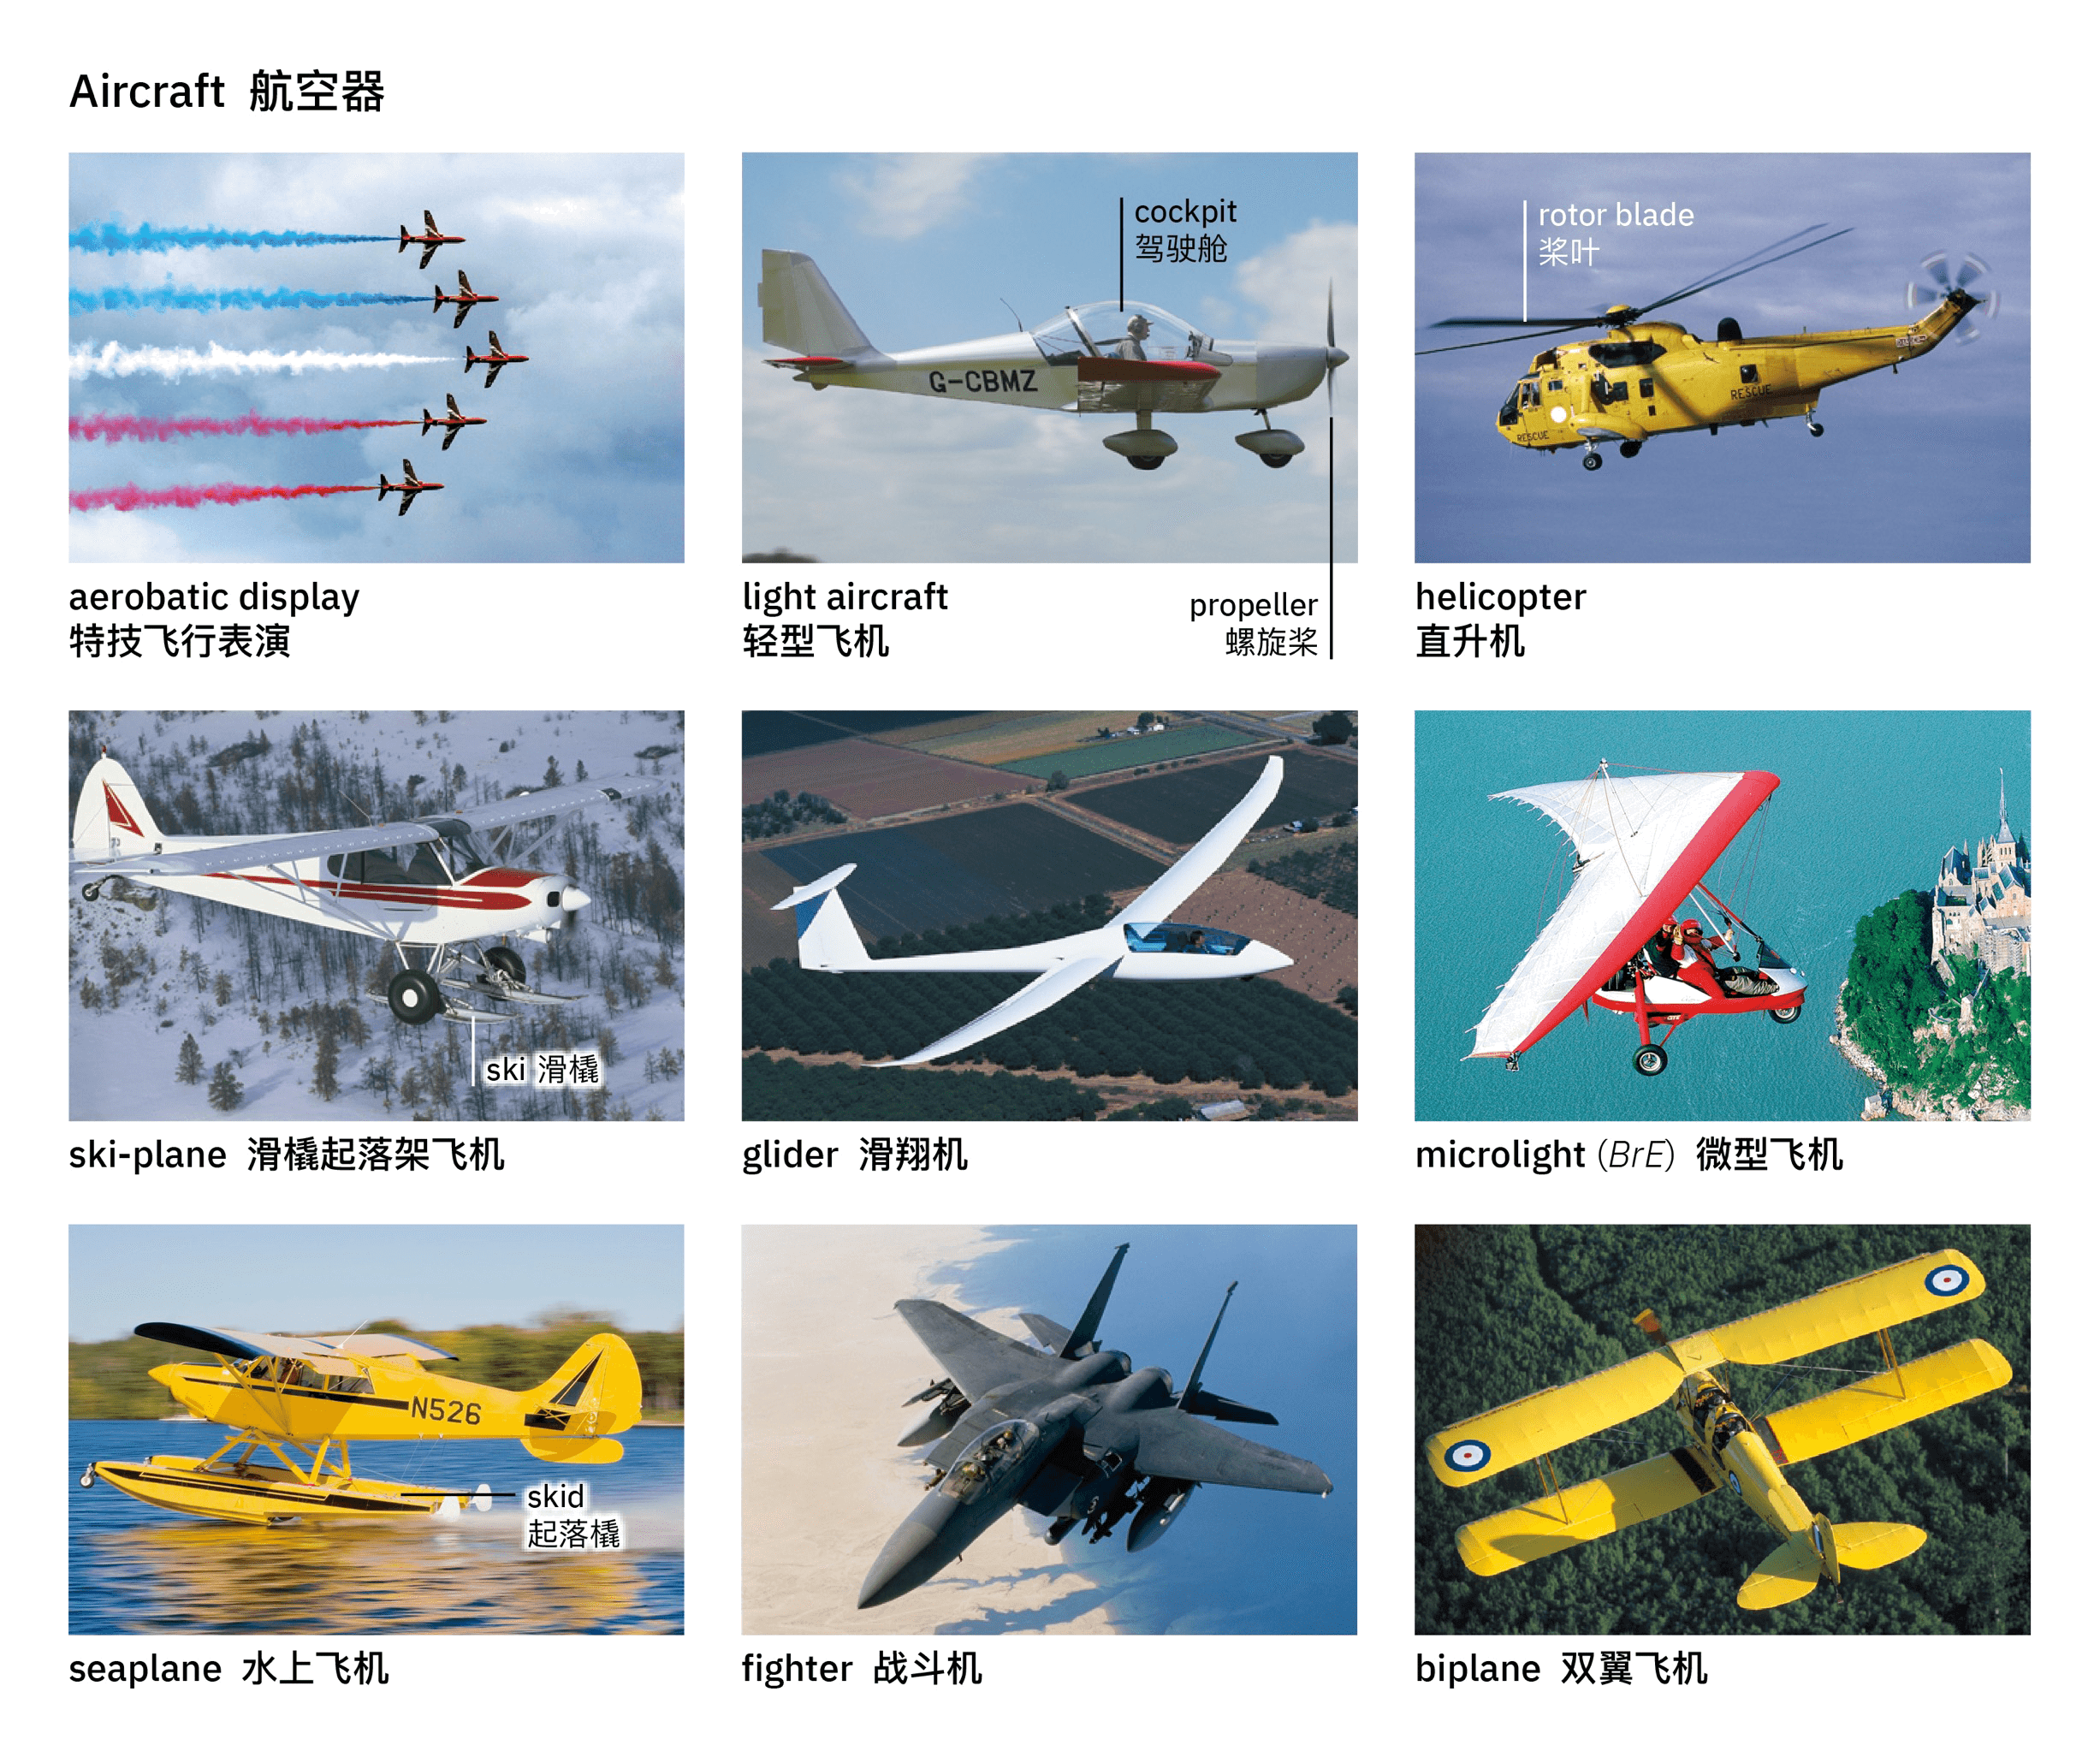 Aircraft 航空器
cockpit
驾驶舱
G-CBMZ
rotor blade
桨叶
RESCUE
RESCUE
aerobatic display
特技飞行表演
light aircraft
轻型飞机
propeller
螺旋桨
helicopter
直升机
ski 滑橇
ski-plane 滑橇起落架飞机
glider 滑翔机
microlight (BrE) 微型飞机
N526
skid
起落橇
seaplane 水上飞机
fighter 战斗机
biplane 双翼飞机